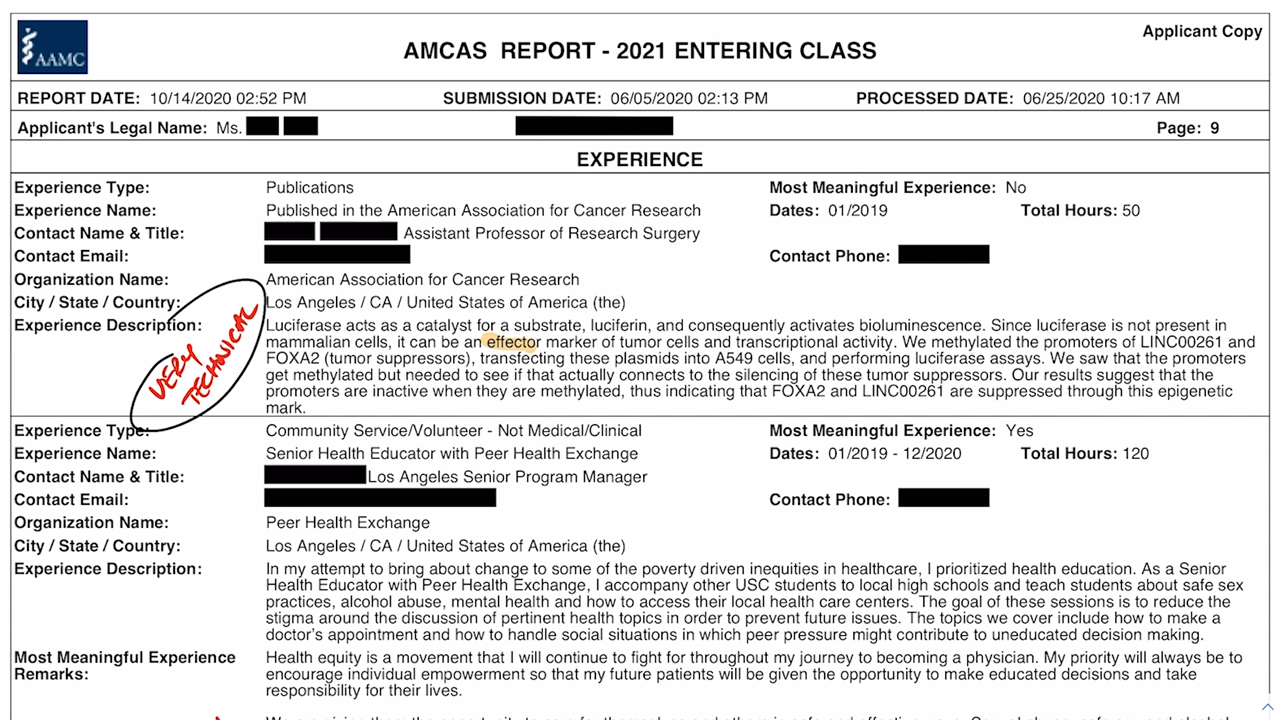 AAMC
AMCAS REPORT - 2021 ENTERING CLASS
Applicant Copy
REPORT DATE: 10/14/2020 02:52 PM SUBMISSION DATE: 06/05/2020 02:13 PM PROCESSED DATE: 06/25/2020 10:17 AM
Applicant's Legal Name: Ms. Page: 9
EXPERIENCE
Experience Type: Publications Most Meaningful Experience: No
Experience Name: Published in the American Association for Cancer Research Dates: 01/2019 Total Hours: 50
Contact Name & Title: Assistant Professor of Research Surgery
Contact Email: Contact Phone:
Organization Name: American Association for Cancer Research
City / State / Country: Los Angeles / CA / United States of America (the)
Experience Description: Luciferase acts as a catalyst for a substrate, luciferin, and consequently activates bioluminescence. Since luciferase is not present in
mammalian cells, it can be an effector marker of tumor cells and transcriptional activity. We methylated the promoters of LINC00261 and
FOXA2 (tumor suppressors), transfecting these plasmids into A549 cells, and performing luciferase assays. We saw that the promoters
get methylated but needed to see if that actually connects to the silencing of these tumor suppressors. Our results suggest that the
promoters are inactive when they are methylated, thus indicating that FOXA2 and LINC00261 are suppressed through this epigenetic
mark.
VERY
TECHNICAL
Experience Type: Community Service/Volunteer - Not Medical/Clinical Most Meaningful Experience: Yes
Experience Name: Senior Health Educator with Peer Health Exchange Dates: 01/2019 - 12/2020 Total Hours: 120
Contact Name & Title: Los Angeles Senior Program Manager
Contact Email: Contact Phone:
Organization Name: Peer Health Exchange
City / State / Country: Los Angeles / CA / United States of America (the)
Experience Description: In my attempt to bring about change to some of the poverty driven inequities in healthcare, I prioritized health education. As a Senior
Health Educator with Peer Health Exchange, I accompany other USC students to local high schools and teach students about safe sex
practices, alcohol abuse, mental health and how to access their local health care centers. The goal of these sessions is to reduce the
stigma around the discussion of pertinent health topics in order to prevent future issues. The topics we cover include how to make a
doctor's appointment and how to handle social situations in which peer pressure might contribute to uneducated decision making.
Most Meaningful Experience Health equity is a movement that I will continue to fight for throughout my journey to becoming a physician. My priority will always be to
Remarks: encourage individual empowerment so that my future patients will be given the opportunity to make educated decisions and take
responsibility for their lives.